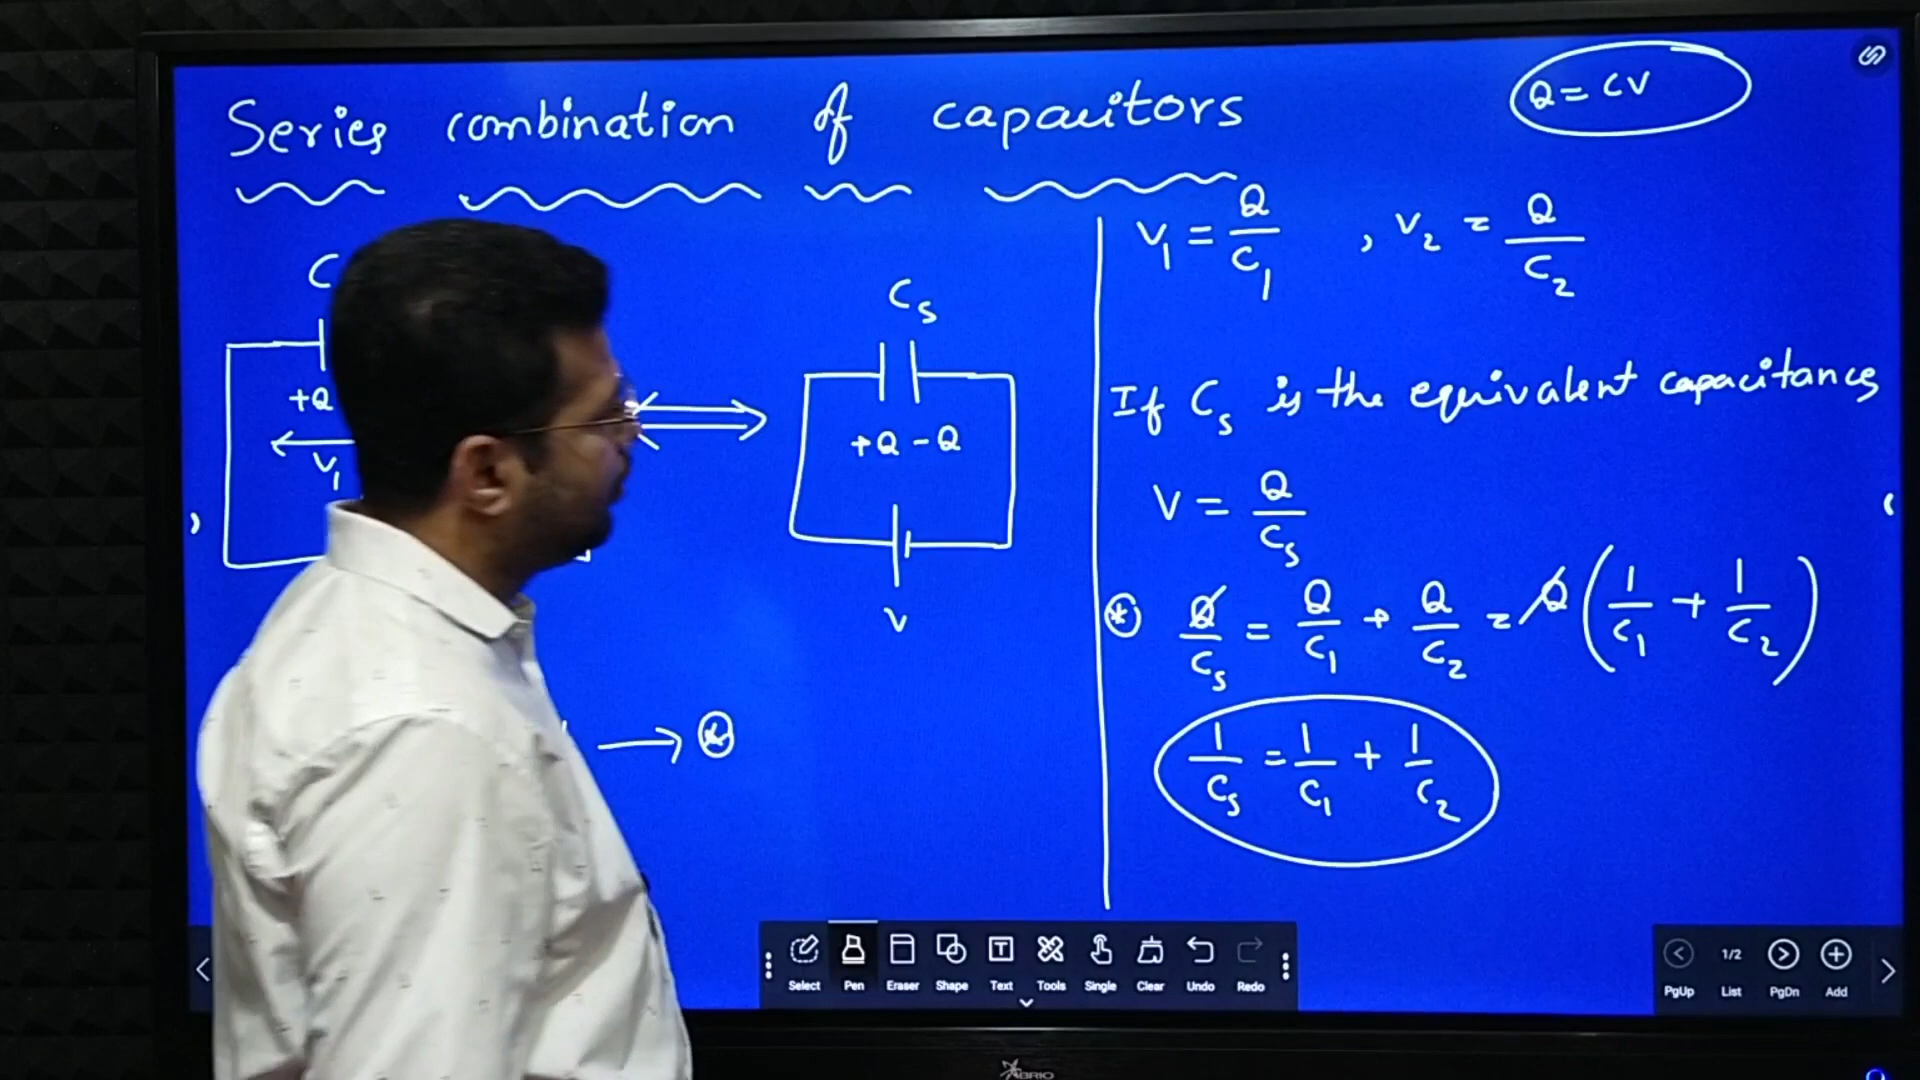 Series combination of capacitors
Q = CV
V₁ = Q/C₁ , V₂ = Q/C₂
C
+Q
V₁
Cₛ
+Q -Q
V
If Cₛ is the equivalent capacitance
V = Q/Cₛ
⊛ Q/Cₛ = Q/C₁ + Q/C₂ = Q(1/C₁ + 1/C₂)
→ ⊛
1/Cₛ = 1/C₁ + 1/C₂
Select Pen Eraser Shape Text Tools Single Clear Undo Redo
1/2
PgUp List PgDn Add